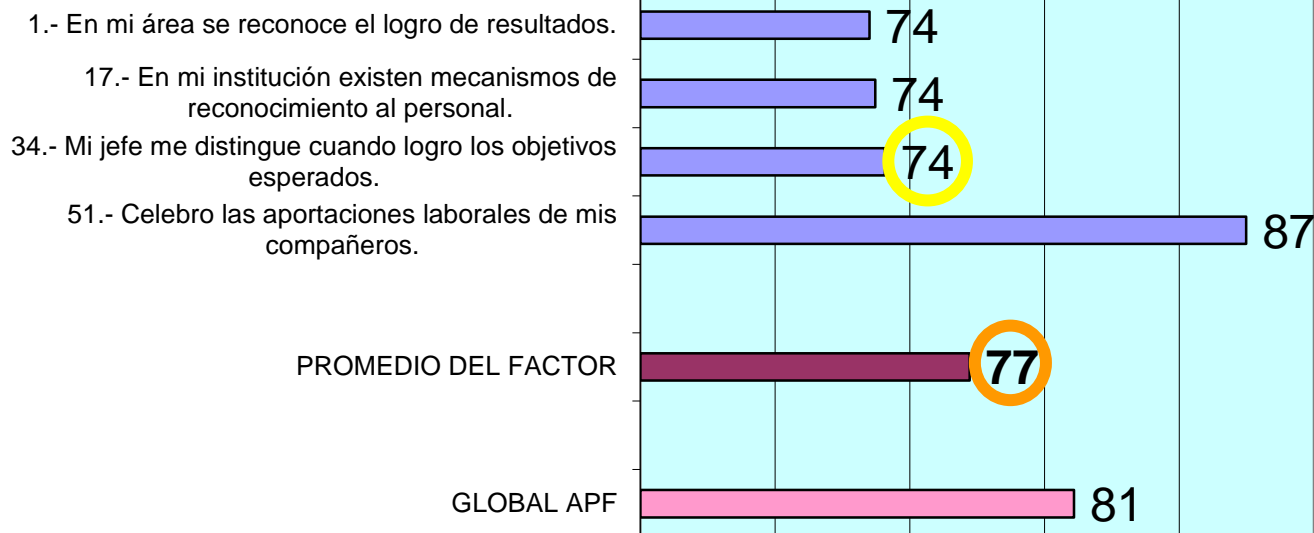 1.- En mi área se reconoce el logro de resultados.
74
17.- En mi institución existen mecanismos de
reconocimiento al personal.
74
34.- Mi jefe me distingue cuando logro los objetivos
esperados.
74
51.- Celebro las aportaciones laborales de mis
compañeros.
87
PROMEDIO DEL FACTOR
77
GLOBAL APF
81